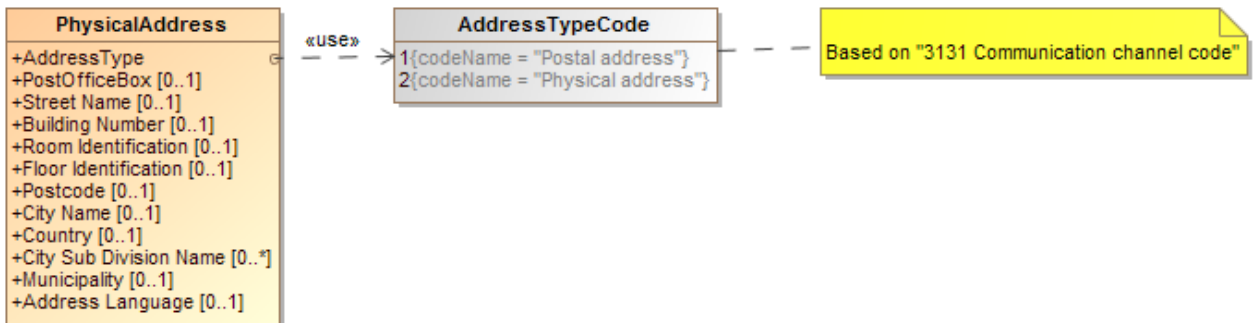 PhysicalAddress
+AddressType
+PostOfficeBox [0..1]
+Street Name [0..1]
+Building Number [0..1]
+Room Identification [0..1]
+Floor Identification [0..1]
+Postcode [0..1]
+City Name [0..1]
+Country [0..1]
+City Sub Division Name [0..*]
+Municipality [0..1]
+Address Language [0..1]
«use»
AddressTypeCode
1{codeName = "Postal address"}
2{codeName = "Physical address"}
Based on "3131 Communication channel code"